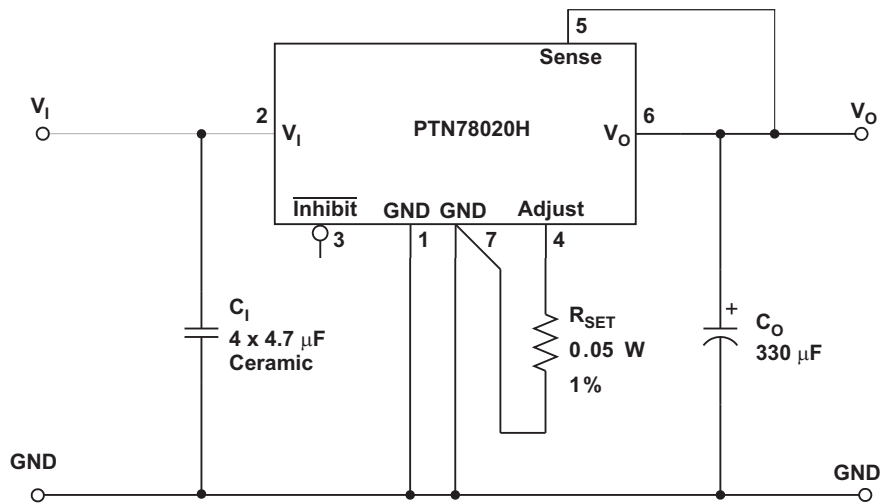 5
Sense
V_I
2
V_I
PTN78020H
V_O
6
V_O
Inhibit
GND
GND
Adjust
3
1
7
4
C_I
4 x 4.7 μF
Ceramic
R_SET
0.05 W
1%
+
C_O
330 μF
GND
GND